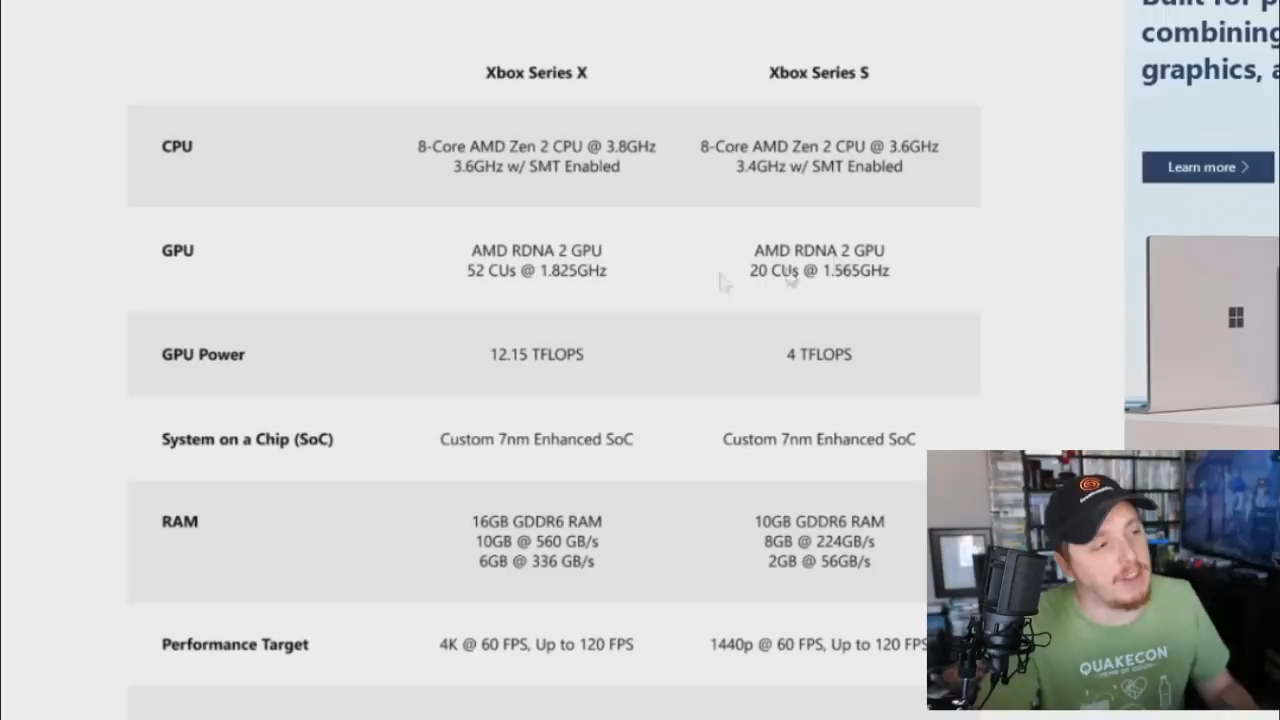 Built for p
combining
graphics, a
Learn more
Xbox Series X
Xbox Series S
CPU
8-Core AMD Zen 2 CPU @ 3.8GHz
3.6GHz w/ SMT Enabled
8-Core AMD Zen 2 CPU @ 3.6GHz
3.4GHz w/ SMT Enabled
GPU
AMD RDNA 2 GPU
52 CUs @ 1.825GHz
AMD RDNA 2 GPU
20 CUs @ 1.565GHz
GPU Power
12.15 TFLOPS
4 TFLOPS
System on a Chip (SoC)
Custom 7nm Enhanced SoC
Custom 7nm Enhanced SoC
RAM
16GB GDDR6 RAM
10GB @ 560 GB/s
6GB @ 336 GB/s
10GB GDDR6 RAM
8GB @ 224GB/s
2GB @ 56GB/s
Performance Target
4K @ 60 FPS, Up to 120 FPS
1440p @ 60 FPS, Up to 120 FPS
QUAKECON